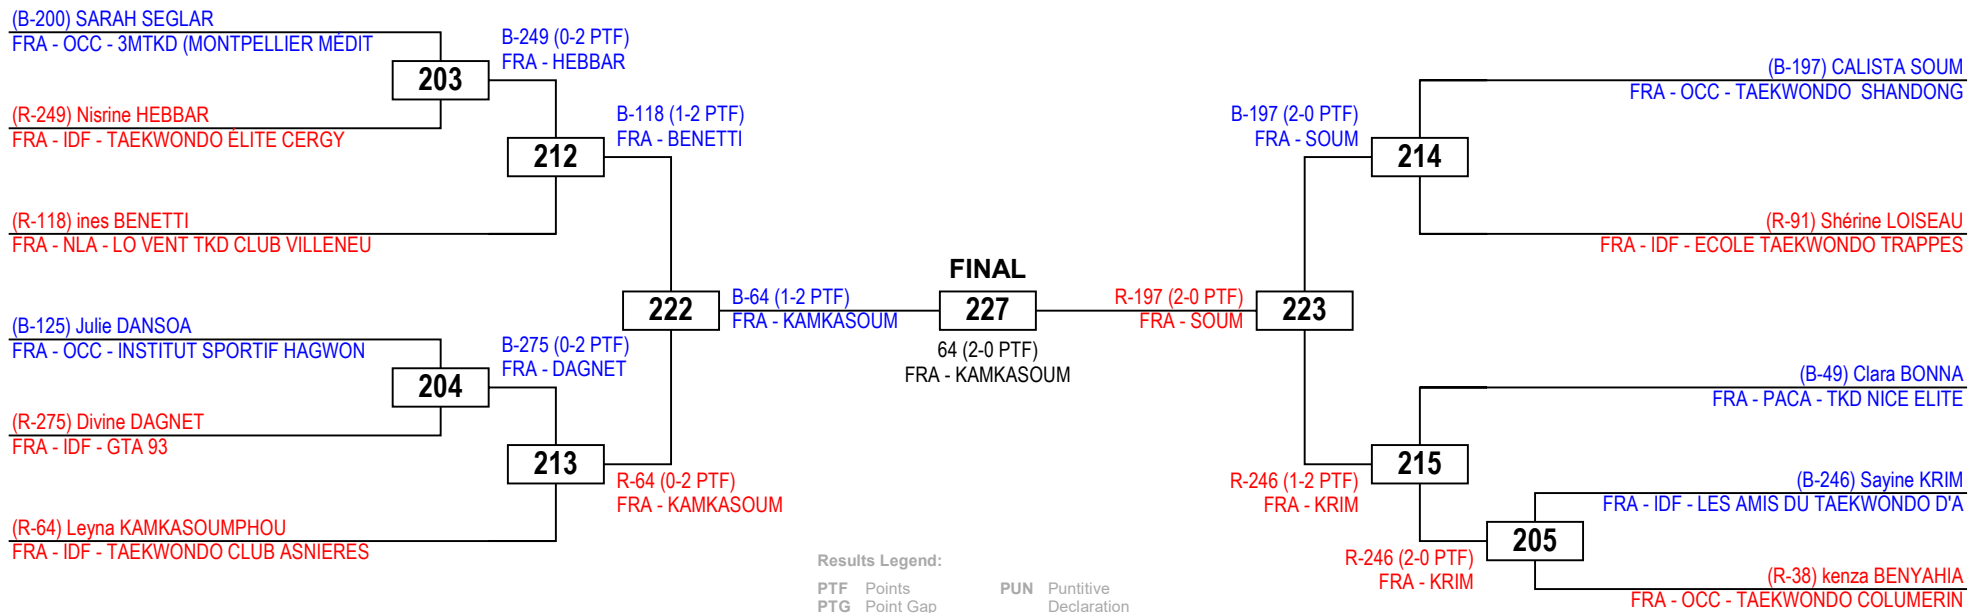 (B-200) SARAH SEGLAR
FRA - OCC - 3MTKD (MONTPELLIER MÉDIT
203
(R-249) Nisrine HEBBAR
FRA - IDF - TAEKWONDO ÉLITE CERGY
B-249 (0-2 PTF)
FRA - HEBBAR
212
(R-118) ines BENETTI
FRA - NLA - LO VENT TKD CLUB VILLENEU
B-118 (1-2 PTF)
FRA - BENETTI
222
(B-125) Julie DANSOA
FRA - OCC - INSTITUT SPORTIF HAGWON
204
(R-275) Divine DAGNET
FRA - IDF - GTA 93
B-275 (0-2 PTF)
FRA - DAGNET
213
(R-64) Leyna KAMKASOUMPHOU
FRA - IDF - TAEKWONDO CLUB ASNIERES
R-64 (0-2 PTF)
FRA - KAMKASOUM
B-64 (1-2 PTF)
FRA - KAMKASOUM
FINAL
227
64 (2-0 PTF)
FRA - KAMKASOUM
R-197 (2-0 PTF)
FRA - SOUM
223
B-197 (2-0 PTF)
FRA - SOUM
214
(B-197) CALISTA SOUM
FRA - OCC - TAEKWONDO SHANDONG
(R-91) Shérine LOISEAU
FRA - IDF - ECOLE TAEKWONDO TRAPPES
R-246 (1-2 PTF)
FRA - KRIM
215
(B-49) Clara BONNA
FRA - PACA - TKD NICE ELITE
R-246 (2-0 PTF)
FRA - KRIM
205
(B-246) Sayine KRIM
FRA - IDF - LES AMIS DU TAEKWONDO D'A
(R-38) kenza BENYAHIA
FRA - OCC - TAEKWONDO COLUMERIN
Results Legend:
PTF Points
PTG Point Gap
PUN Puntitive
Declaration